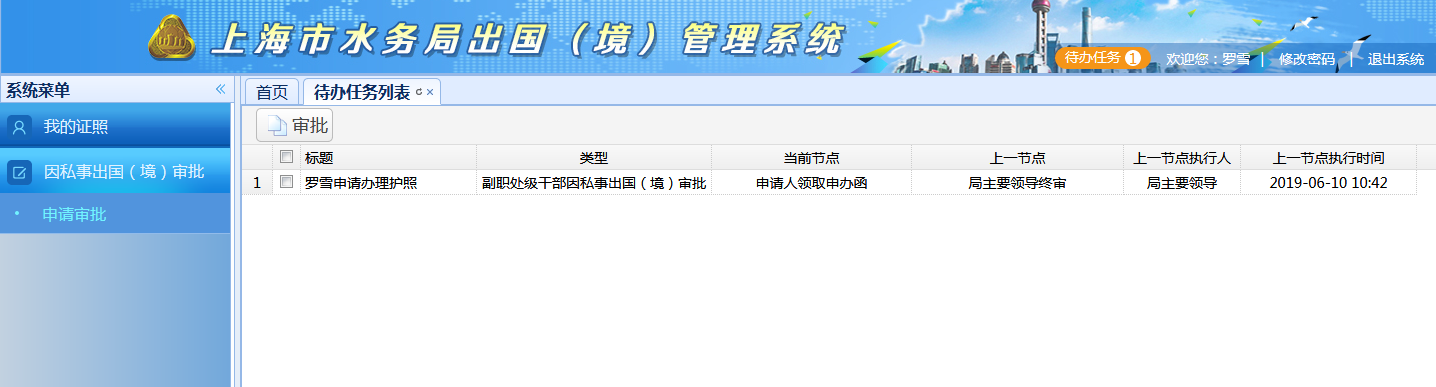 上海市水务局出国（境）管理系统
待办任务 1 欢迎您：罗雪 | 修改密码 | 退出系统
系统菜单 «
首页 待办任务列表
我的证照
因私事出国（境）审批
申请审批
审批
标题 类型 当前节点 上一节点 上一节点执行人 上一节点执行时间
1 罗雪申请办理护照 副职处级干部因私事出国（境）审批 申请人领取申办函 局主要领导终审 局主要领导 2019-06-10 10:42